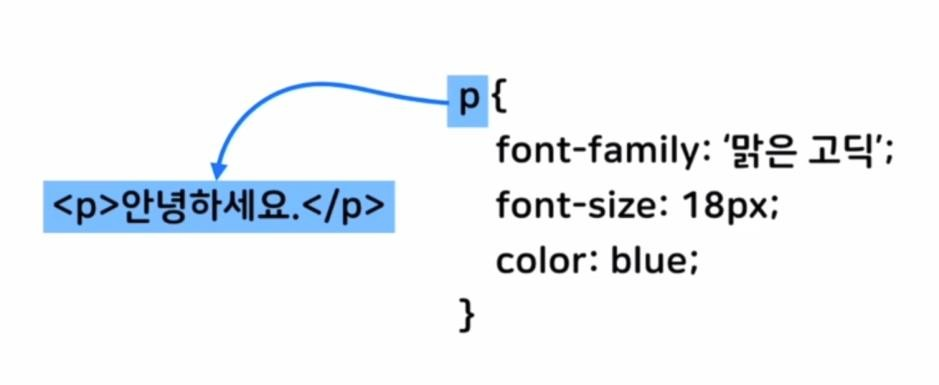 p {
font-family: ‘맑은 고딕’;
<p>안녕하세요.</p>
font-size: 18px;
color: blue;
}